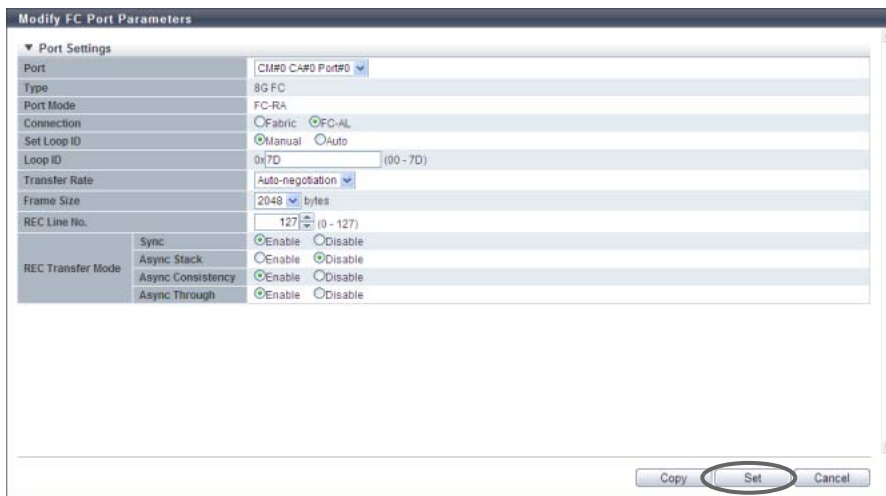 Modify FC Port Parameters
▼ Port Settings
Port CM#0 CA#0 Port#0
Type 8G FC
Port Mode FC-RA
Connection Fabric FC-AL
Set Loop ID Manual Auto
Loop ID 0x 7D (00 - 7D)
Transfer Rate Auto-negotiation
Frame Size 2048 bytes
REC Line No. 127 (0 - 127)
REC Transfer Mode
Sync Enable Disable
Async Stack Enable Disable
Async Consistency Enable Disable
Async Through Enable Disable
Copy Set Cancel